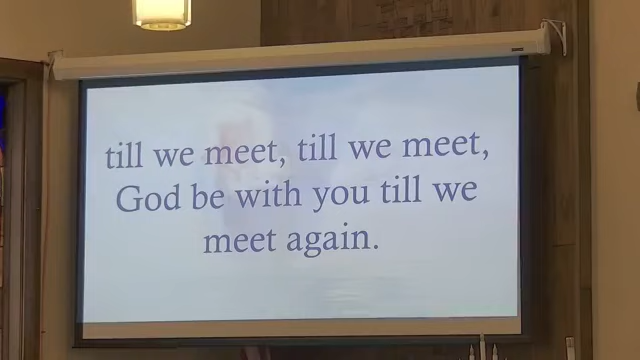 till we meet, till we meet,
God be with you till we
meet again.